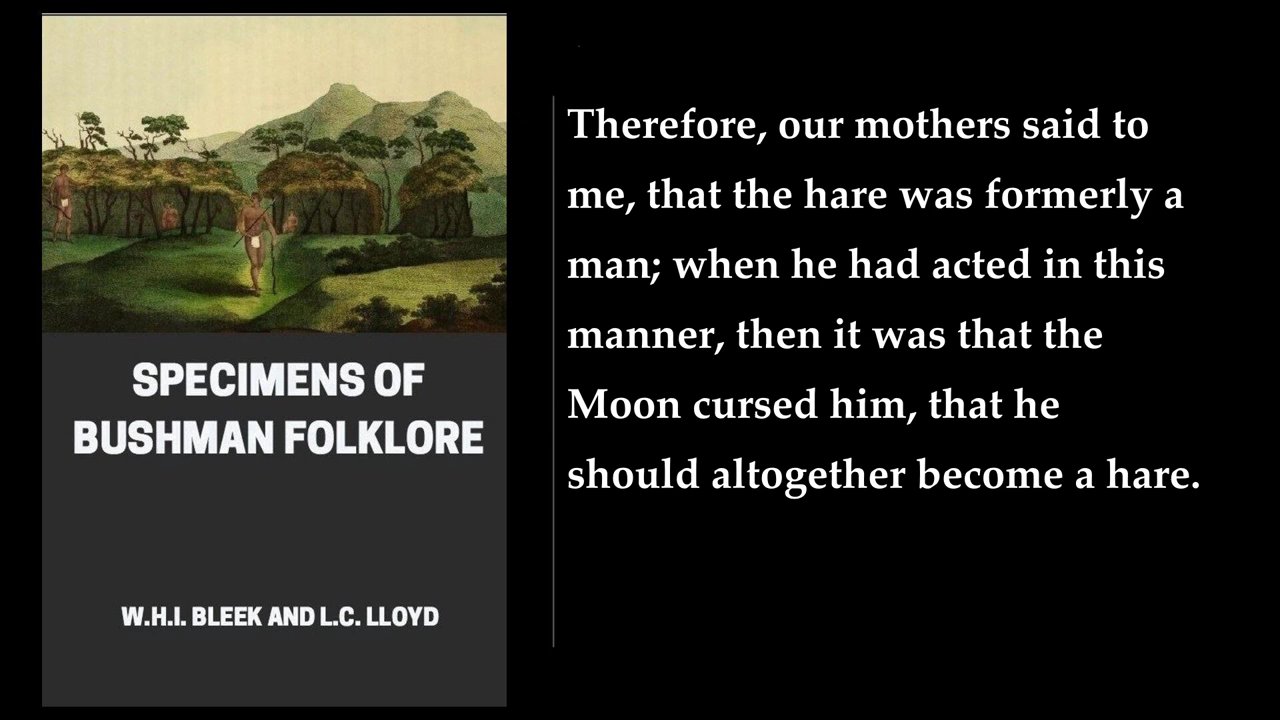 SPECIMENS OF
BUSHMAN FOLKLORE
W.H.I. BLEEK AND L.C. LLOYD
Therefore, our mothers said to
me, that the hare was formerly a
man; when he had acted in this
manner, then it was that the
Moon cursed him, that he
should altogether become a hare.